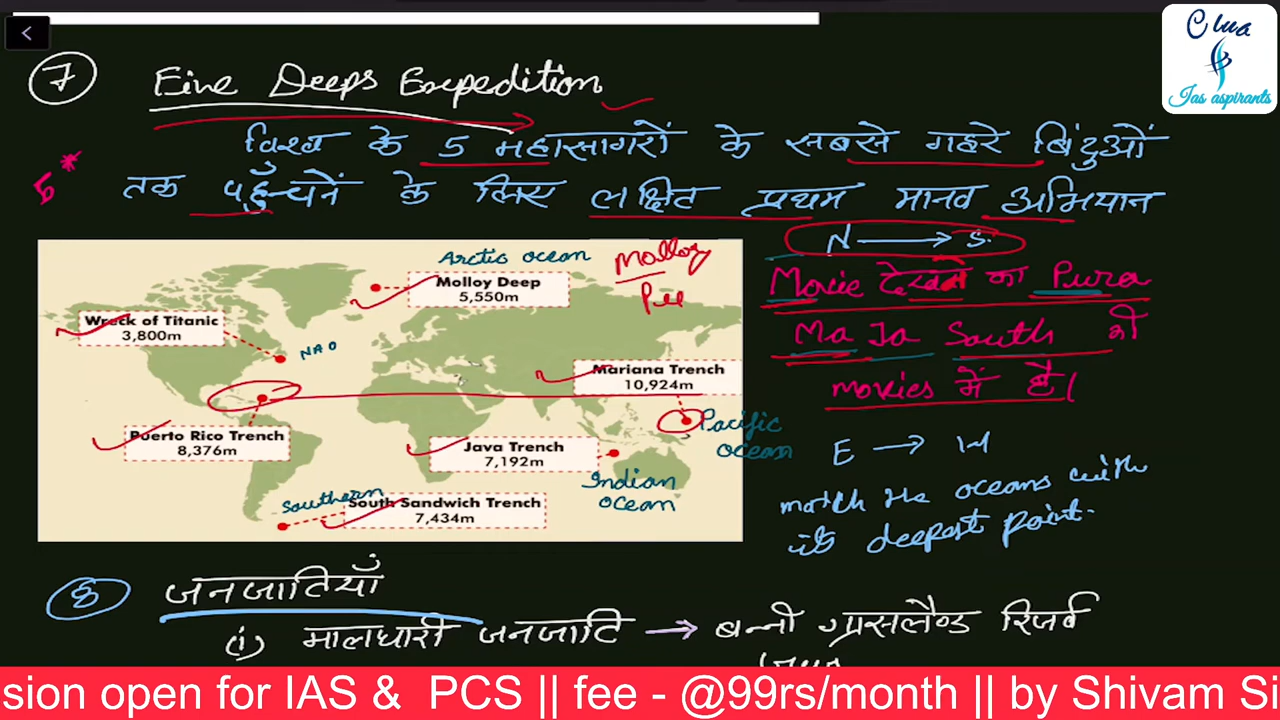 <
C lua
Ias aspirants
7 Five Deeps Expedition
विश्व के 5 महासागरों के सबसे गहरे बिंदुओं
तक पहुँचनें के लिए लक्षित प्रथम मानव अभियान
5*
N → S
Arctic ocean
Molloy
Molloy Deep
5,550m
Pu
Movie देखने का Pura
Wreck of Titanic
3,800m
Ma Ja South की
NAO
Mariana Trench
10,924m
movies में है।
Pacific
ocean
Puerto Rico Trench
8,376m
Java Trench
7,192m
E → W
Indian
ocean
match the oceans with
its deepest point.
Southern
South Sandwich Trench
7,434m
8 जनजातियाँ
(i) मालधारी जनजाति → बन्नी ग्रासलैण्ड रिजर्व
sion open for IAS & PCS || fee - @99rs/month || by Shivam Si